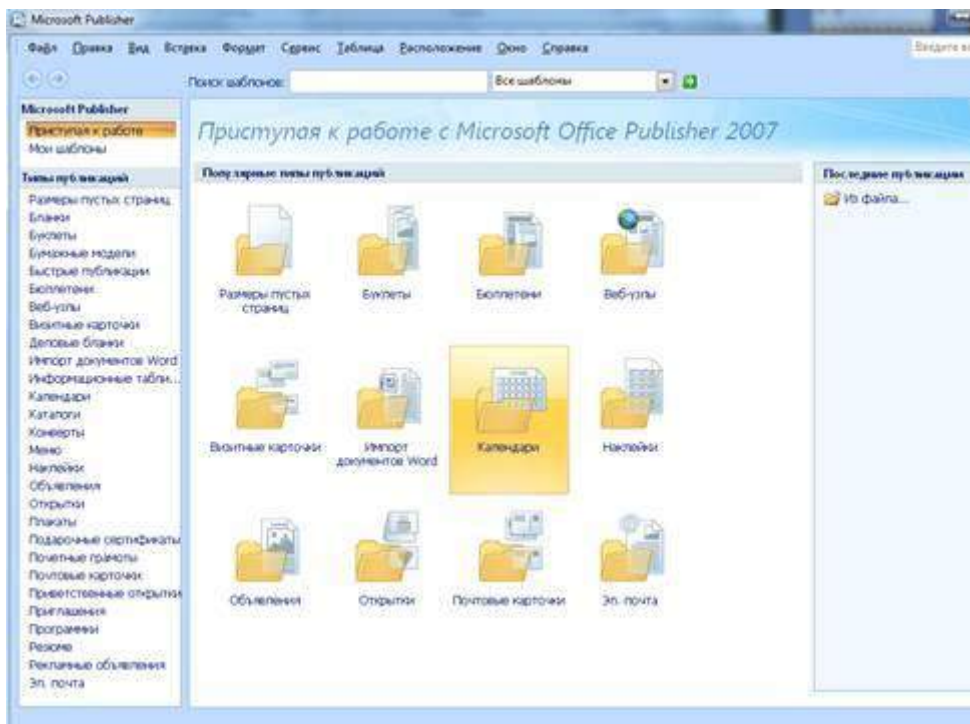 Microsoft Publisher
Файл Правка Вид Вставка Формат Сервис Таблица Расположение Окно Справка
Введите в
Поиск шаблонов: Все шаблоны
Microsoft Publisher
Приступая к работе
Мои шаблоны
Типы публикаций
Размеры пустых страниц
Бланки
Буклеты
Бумажные модели
Быстрые публикации
Бюллетени
Веб-узлы
Визитные карточки
Деловые бланки
Импорт документов Word
Информационные табли...
Календари
Каталоги
Конверты
Меню
Наклейки
Объявления
Открытки
Плакаты
Подарочные сертификаты
Почетные грамоты
Почтовые карточки
Приветственные открытки
Приглашения
Программки
Резюме
Рекламные объявления
Эл. почта
Приступая к работе с Microsoft Office Publisher 2007
Популярные типы публикаций
Размеры пустых
страниц
Буклеты
Бюллетени
Веб-узлы
Визитные карточки
Импорт
документов Word
Календари
Наклейки
Объявления
Открытки
Почтовые карточки
Эл. почта
Последние публикации
Из файла...